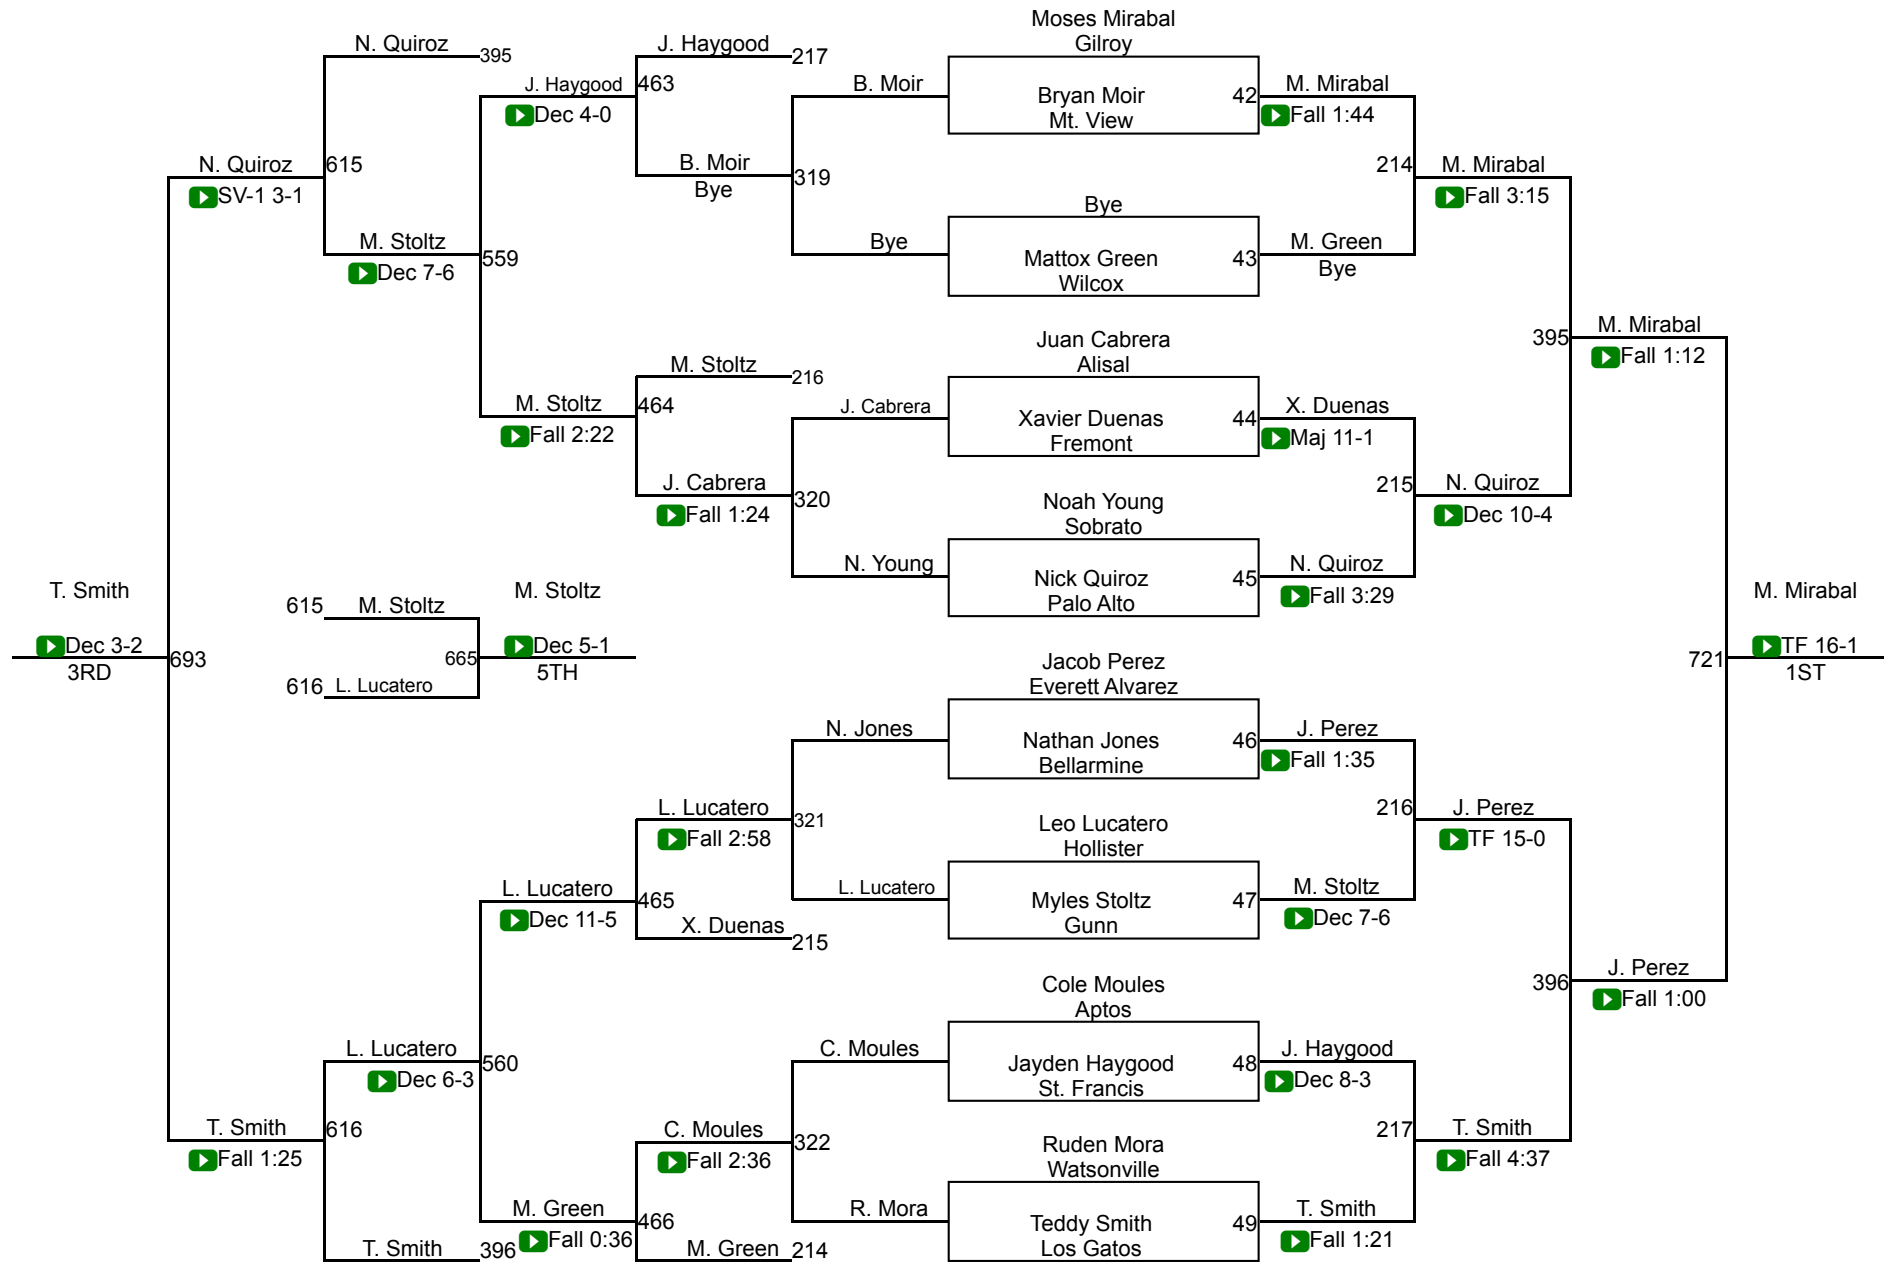 Moses Mirabal
Gilroy
N. Quiroz
395
J. Haygood
217
J. Haygood
463
Dec 4-0
B. Moir
Bryan Moir
Mt. View
42
M. Mirabal
Fall 1:44
N. Quiroz
615
SV-1 3-1
B. Moir
Bye
319
214
M. Mirabal
Fall 3:15
Bye
M. Stoltz
559
Dec 7-6
Bye
Mattox Green
Wilcox
43
M. Green
Bye
Juan Cabrera
Alisal
395
M. Mirabal
Fall 1:12
M. Stoltz
216
M. Stoltz
464
Fall 2:22
J. Cabrera
Xavier Duenas
Fremont
44
X. Duenas
Maj 11-1
J. Cabrera
320
Fall 1:24
Noah Young
Sobrato
215
N. Quiroz
Dec 10-4
N. Young
Nick Quiroz
Palo Alto
45
N. Quiroz
Fall 3:29
T. Smith
Dec 3-2
3RD
693
615
M. Stoltz
616
L. Lucatero
665
M. Stoltz
Dec 5-1
5TH
721
M. Mirabal
TF 16-1
1ST
Jacob Perez
Everett Alvarez
N. Jones
Nathan Jones
Bellarmine
46
J. Perez
Fall 1:35
L. Lucatero
321
Fall 2:58
Leo Lucatero
Hollister
216
J. Perez
TF 15-0
L. Lucatero
465
Dec 11-5
X. Duenas
215
L. Lucatero
Myles Stoltz
Gunn
47
M. Stoltz
Dec 7-6
Cole Moules
Aptos
396
J. Perez
Fall 1:00
L. Lucatero
560
Dec 6-3
C. Moules
Jayden Haygood
St. Francis
48
J. Haygood
Dec 8-3
T. Smith
616
Fall 1:25
C. Moules
322
Fall 2:36
Ruden Mora
Watsonville
217
T. Smith
Fall 4:37
M. Green
466
Fall 0:36
R. Mora
Teddy Smith
Los Gatos
49
T. Smith
Fall 1:21
T. Smith
396
M. Green
214